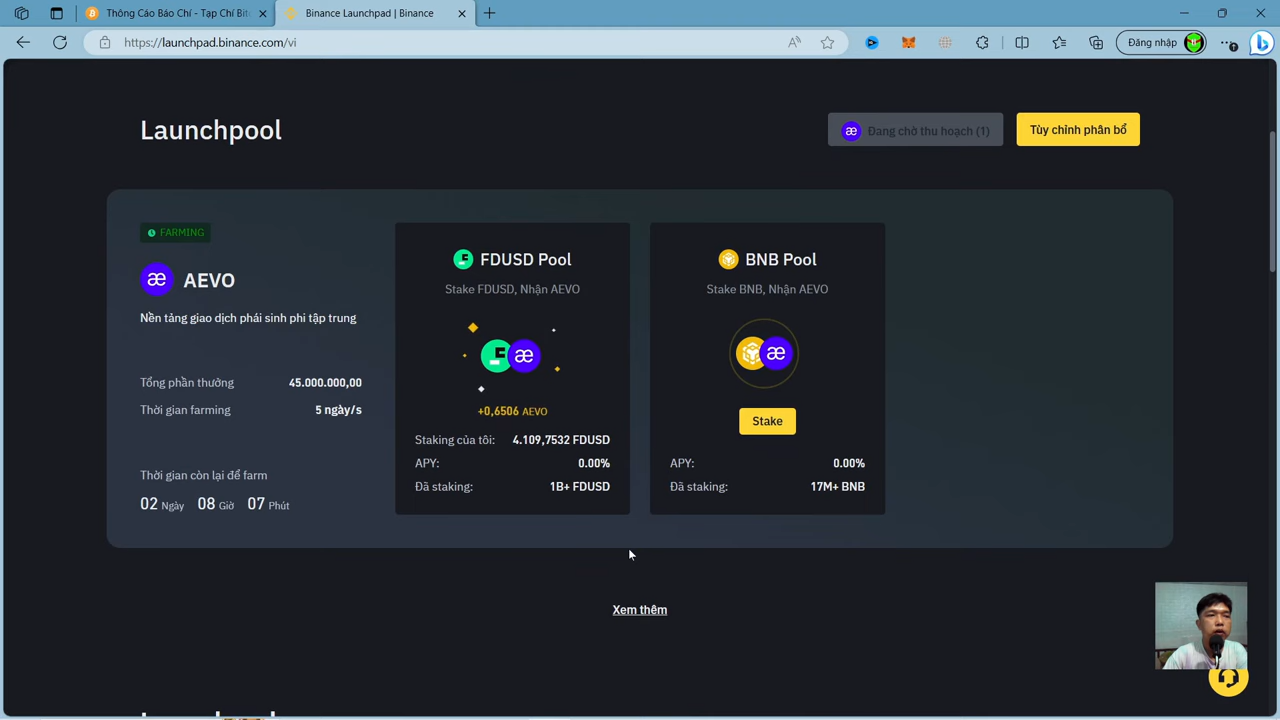 Thông Cáo Báo Chí - Tạp Chí Bit
Binance Launchpad | Binance
https://launchpad.binance.com/vi
Đăng nhập
Launchpool
æ Đang chờ thu hoạch (1)
Tùy chỉnh phân bổ
FARMING
æ AEVO
Nền tảng giao dịch phái sinh phi tập trung
Tổng phần thưởng 45.000.000,00
Thời gian farming 5 ngày/s
Thời gian còn lại để farm
02 Ngày 08 Giờ 07 Phút
FDUSD Pool
Stake FDUSD, Nhận AEVO
æ
+0,6506 AEVO
Staking của tôi: 4.109,7532 FDUSD
APY: 0.00%
Đã staking: 1B+ FDUSD
BNB Pool
Stake BNB, Nhận AEVO
æ
Stake
APY: 0.00%
Đã staking: 17M+ BNB
Xem thêm